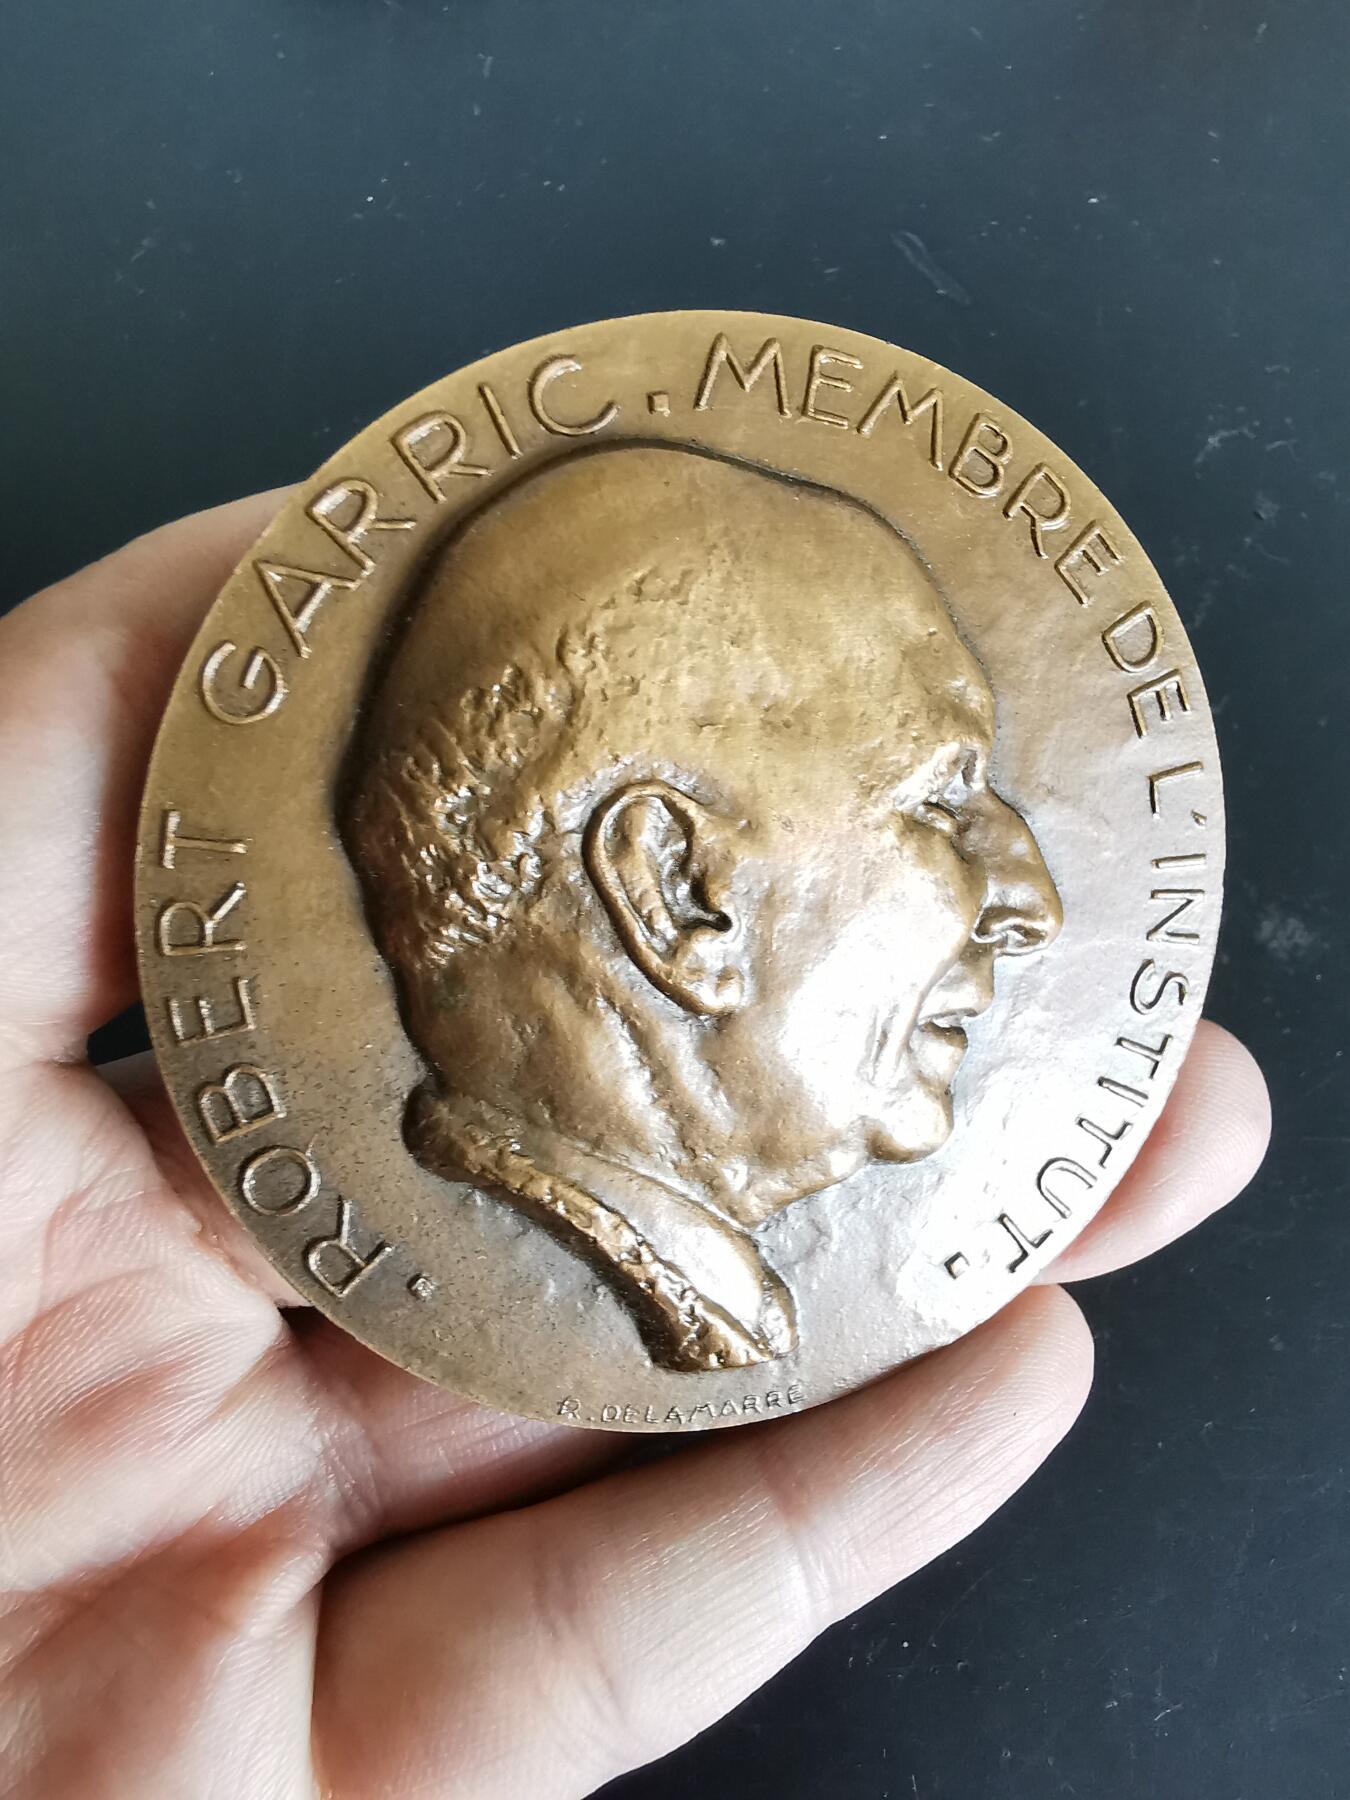 . ROBERT GARRIC . MEMBRE DE L'INSTITUT .
R. DELAMARRE